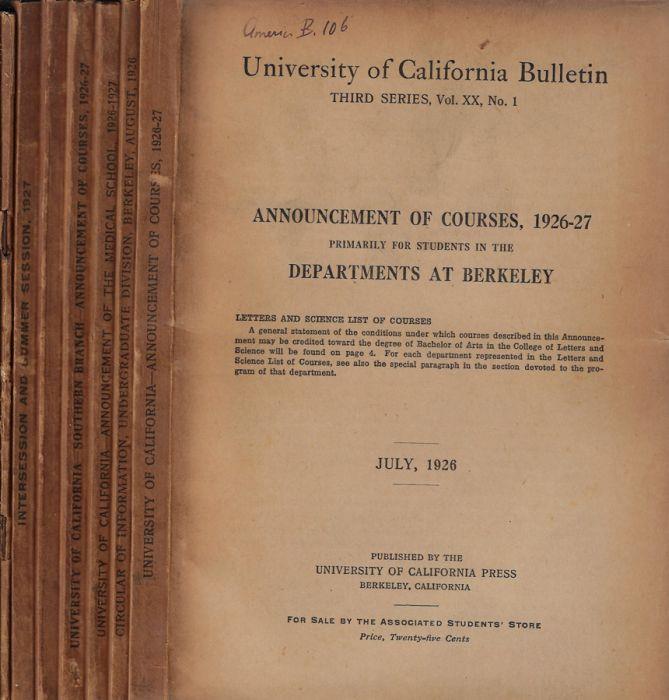 INTERSESSION AND SUMMER SESSION, 1927
UNIVERSITY OF CALIFORNIA SOUTHERN BRANCH ANNOUNCEMENT OF COURSES, 1926-27
UNIVERSITY OF CALIFORNIA ANNOUNCEMENT OF THE MEDICAL SCHOOL, 1926-1927
CIRCULAR OF INFORMATION, UNDERGRADUATE DIVISION, BERKELEY, AUGUST, 1926
UNIVERSITY OF CALIFORNIA—ANNOUNCEMENT OF COURSES, 1926-27
B. 106
University of California Bulletin
THIRD SERIES, Vol. XX, No. 1
ANNOUNCEMENT OF COURSES, 1926-27
PRIMARILY FOR STUDENTS IN THE
DEPARTMENTS AT BERKELEY
LETTERS AND SCIENCE LIST OF COURSES
A general statement of the conditions under which courses described in this Announce-
ment may be credited toward the degree of Bachelor of Arts in the College of Letters and
Science will be found on page 4. For each department represented in the Letters and
Science List of Courses, see also the special paragraph in the section devoted to the pro-
gram of that department.
JULY, 1926
PUBLISHED BY THE
UNIVERSITY OF CALIFORNIA PRESS
BERKELEY, CALIFORNIA
FOR SALE BY THE ASSOCIATED STUDENTS' STORE
Price, Twenty-five Cents